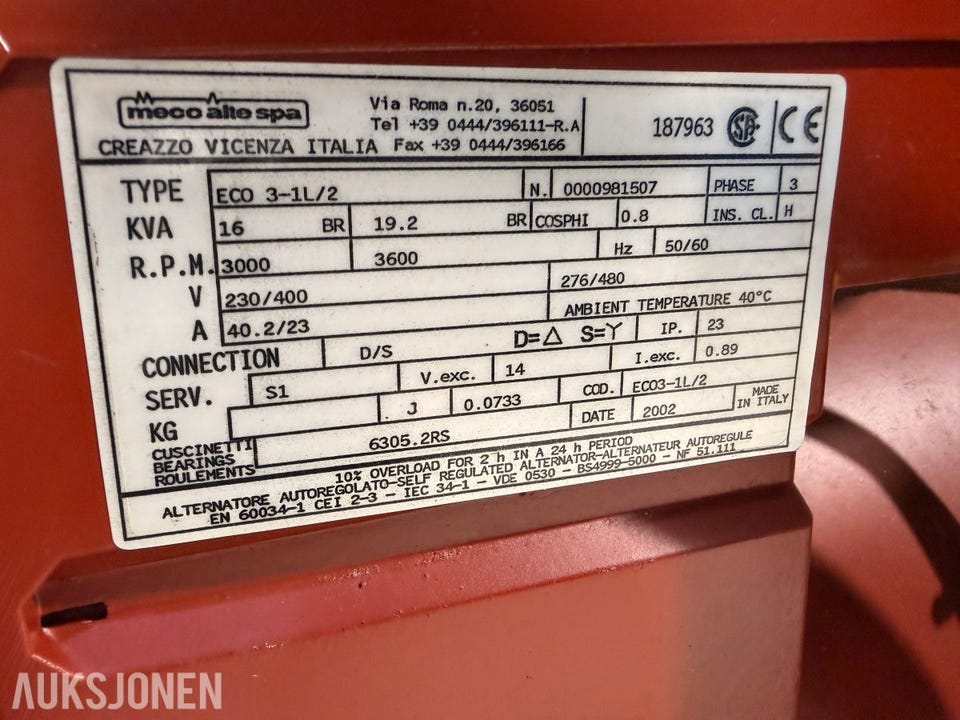 mecc alte spa Via Roma n.20, 36051
Tel +39 0444/396111-R.A 187963 SA CE
CREAZZO VICENZA ITALIA Fax +39 0444/396166
TYPE ECO 3-1L/2 N. 0000981507 PHASE 3
KVA 16 BR 19.2 BR COSPHI 0.8 INS. CL. H
R.P.M. 3000 3600 Hz 50/60
V 230/400 276/480
A 40.2/23 AMBIENT TEMPERATURE 40°C
CONNECTION D/S D=△ S=Y IP. 23
SERV. S1 V.exc. 14 I.exc. 0.89
KG J 0.0733 COD. ECO3-1L/2 MADE
IN ITALY
CUSCINETTI
BEARINGS
ROULEMENTS 6305.2RS DATE 2002
10% OVERLOAD FOR 2 h IN A 24 h PERIOD
ALTERNATORE AUTOREGOLATO-SELF REGULATED ALTERNATOR-ALTERNATEUR AUTOREGULE
EN 60034-1 CEI 2-3 - IEC 34-1 - VDE 0530 - BS4999-5000 - NF 51.111
AUKSJONEN